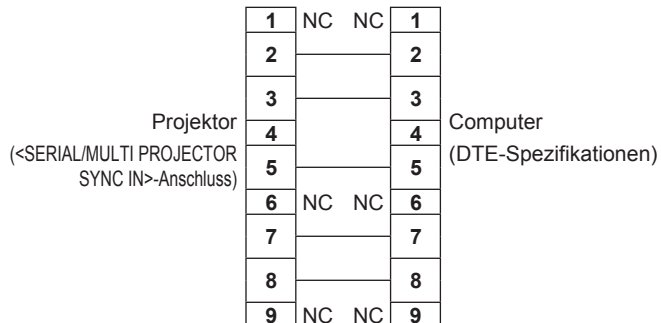 1 NC NC 1
2 2
3 3
Projektor
(<SERIAL/MULTI PROJECTOR
SYNC IN>-Anschluss)
4 4
Computer
(DTE-Spezifikationen)
5 5
6 NC NC 6
7 7
8 8
9 NC NC 9